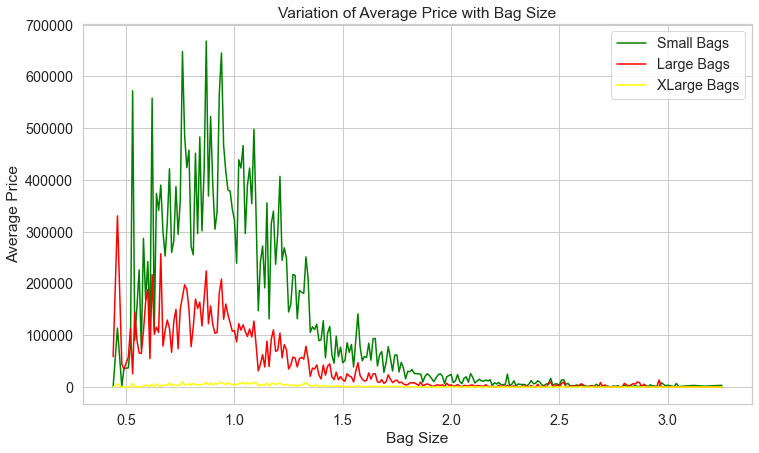 Variation of Average Price with Bag Size
Small Bags
Large Bags
XLarge Bags
Average Price
700000
600000
500000
400000
300000
200000
100000
0
0.5 1.0 1.5 2.0 2.5 3.0
Bag Size